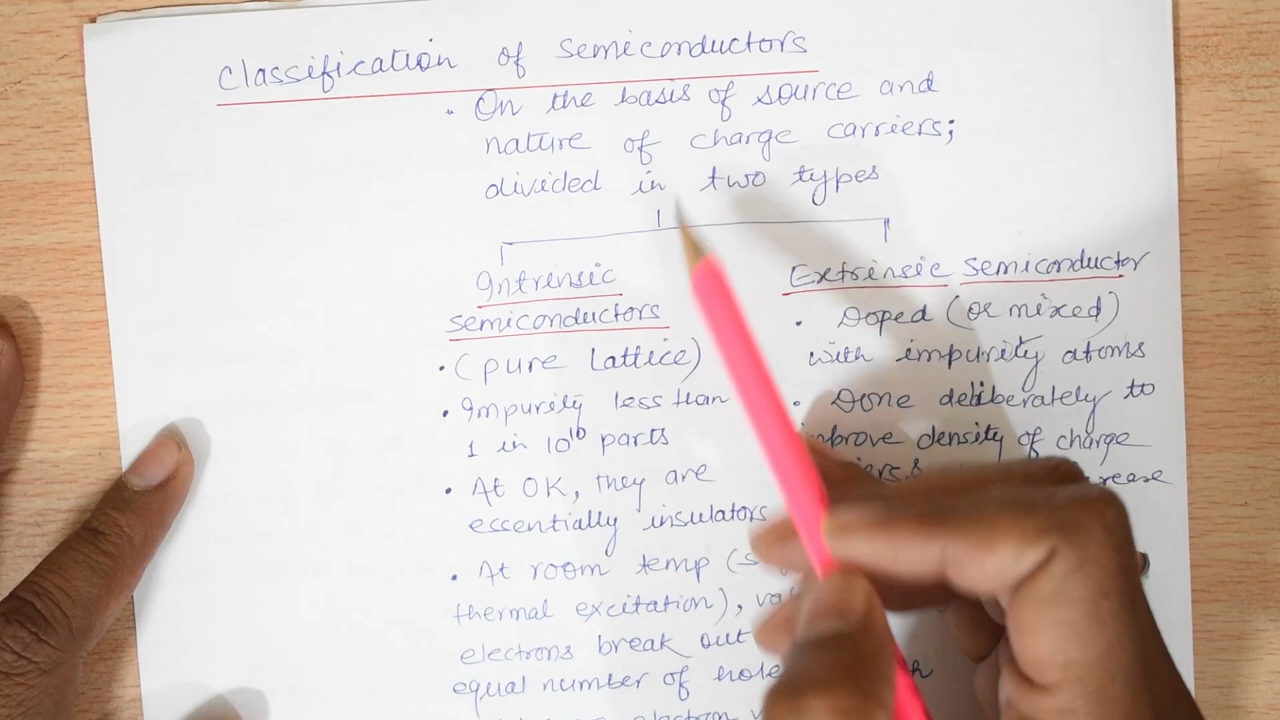 Classification of semiconductors
• On the basis of source and
nature of charge carriers;
divided in two types
Intrinsic
semiconductors
• (pure Lattice)
• Impurity less than
1 in 10¹⁰ parts
• At 0K, they are
essentially insulators
• At room temp (
thermal excitation),
electrons break out
equal number of
electron
Extrinsic semiconductor
• Doped (or mixed)
with impurity atoms
• Done deliberately to
improve density of charge